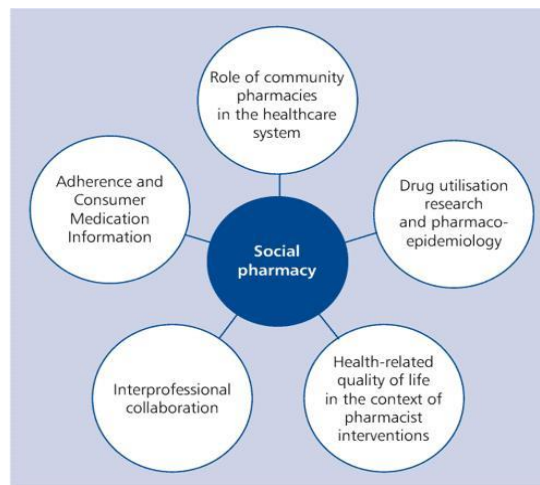 Role of community
pharmacies
in the healthcare
system
Adherence and
Consumer
Medication
Information
Drug utilisation
research
and pharmaco-
epidemiology
Social
pharmacy
Interprofessional
collaboration
Health-related
quality of life
in the context of
pharmacist
interventions